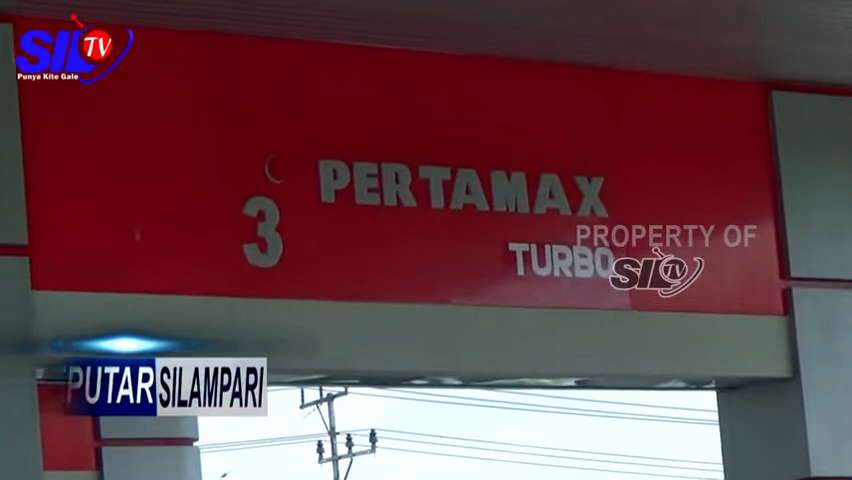 SIL TV
Punya Kite Gale
PERTAMAX
3
TURBO
PROPERTY OF
SIL TV
PUTAR SILAMPARI